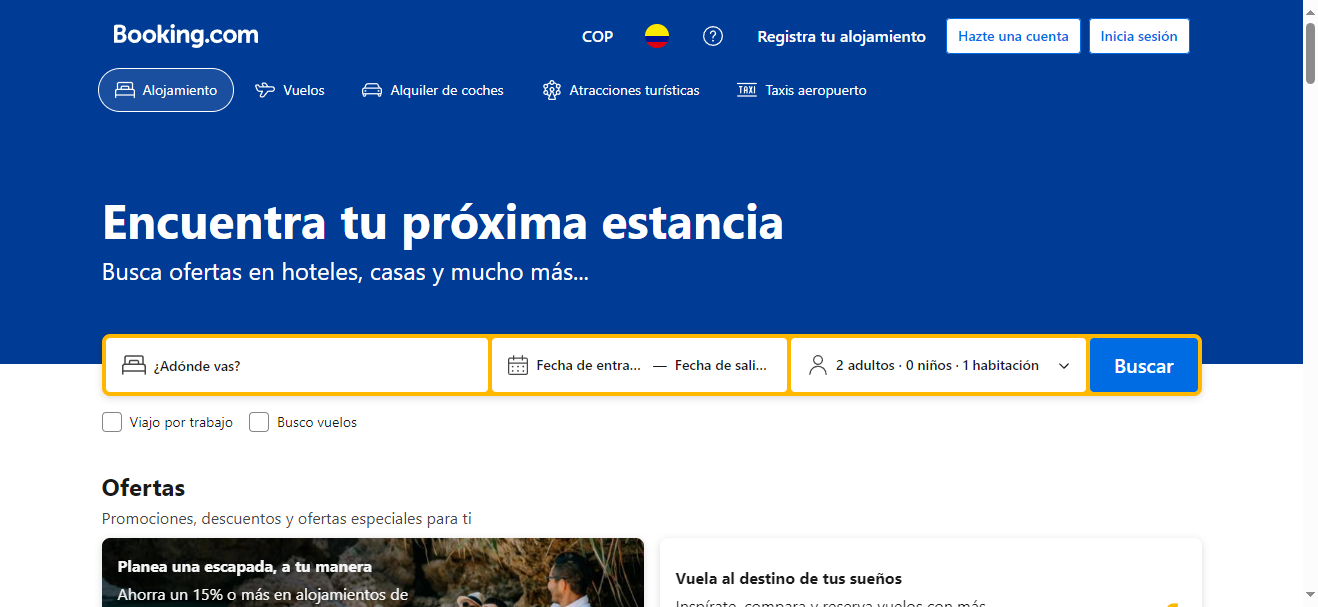 Booking.com
COP
Registra tu alojamiento
Hazte una cuenta
Inicia sesión
Alojamiento
Vuelos
Alquiler de coches
Atracciones turísticas
TAXI
Taxis aeropuerto
Encuentra tu próxima estancia
Busca ofertas en hoteles, casas y mucho más...
¿Adónde vas?
Fecha de entra... — Fecha de sali...
2 adultos · 0 niños · 1 habitación
Buscar
Viajo por trabajo
Busco vuelos
Ofertas
Promociones, descuentos y ofertas especiales para ti
Planea una escapada, a tu manera
Ahorra un 15% o más en alojamientos de
Vuela al destino de tus sueños
Inspírate, compara y reserva vuelos con más